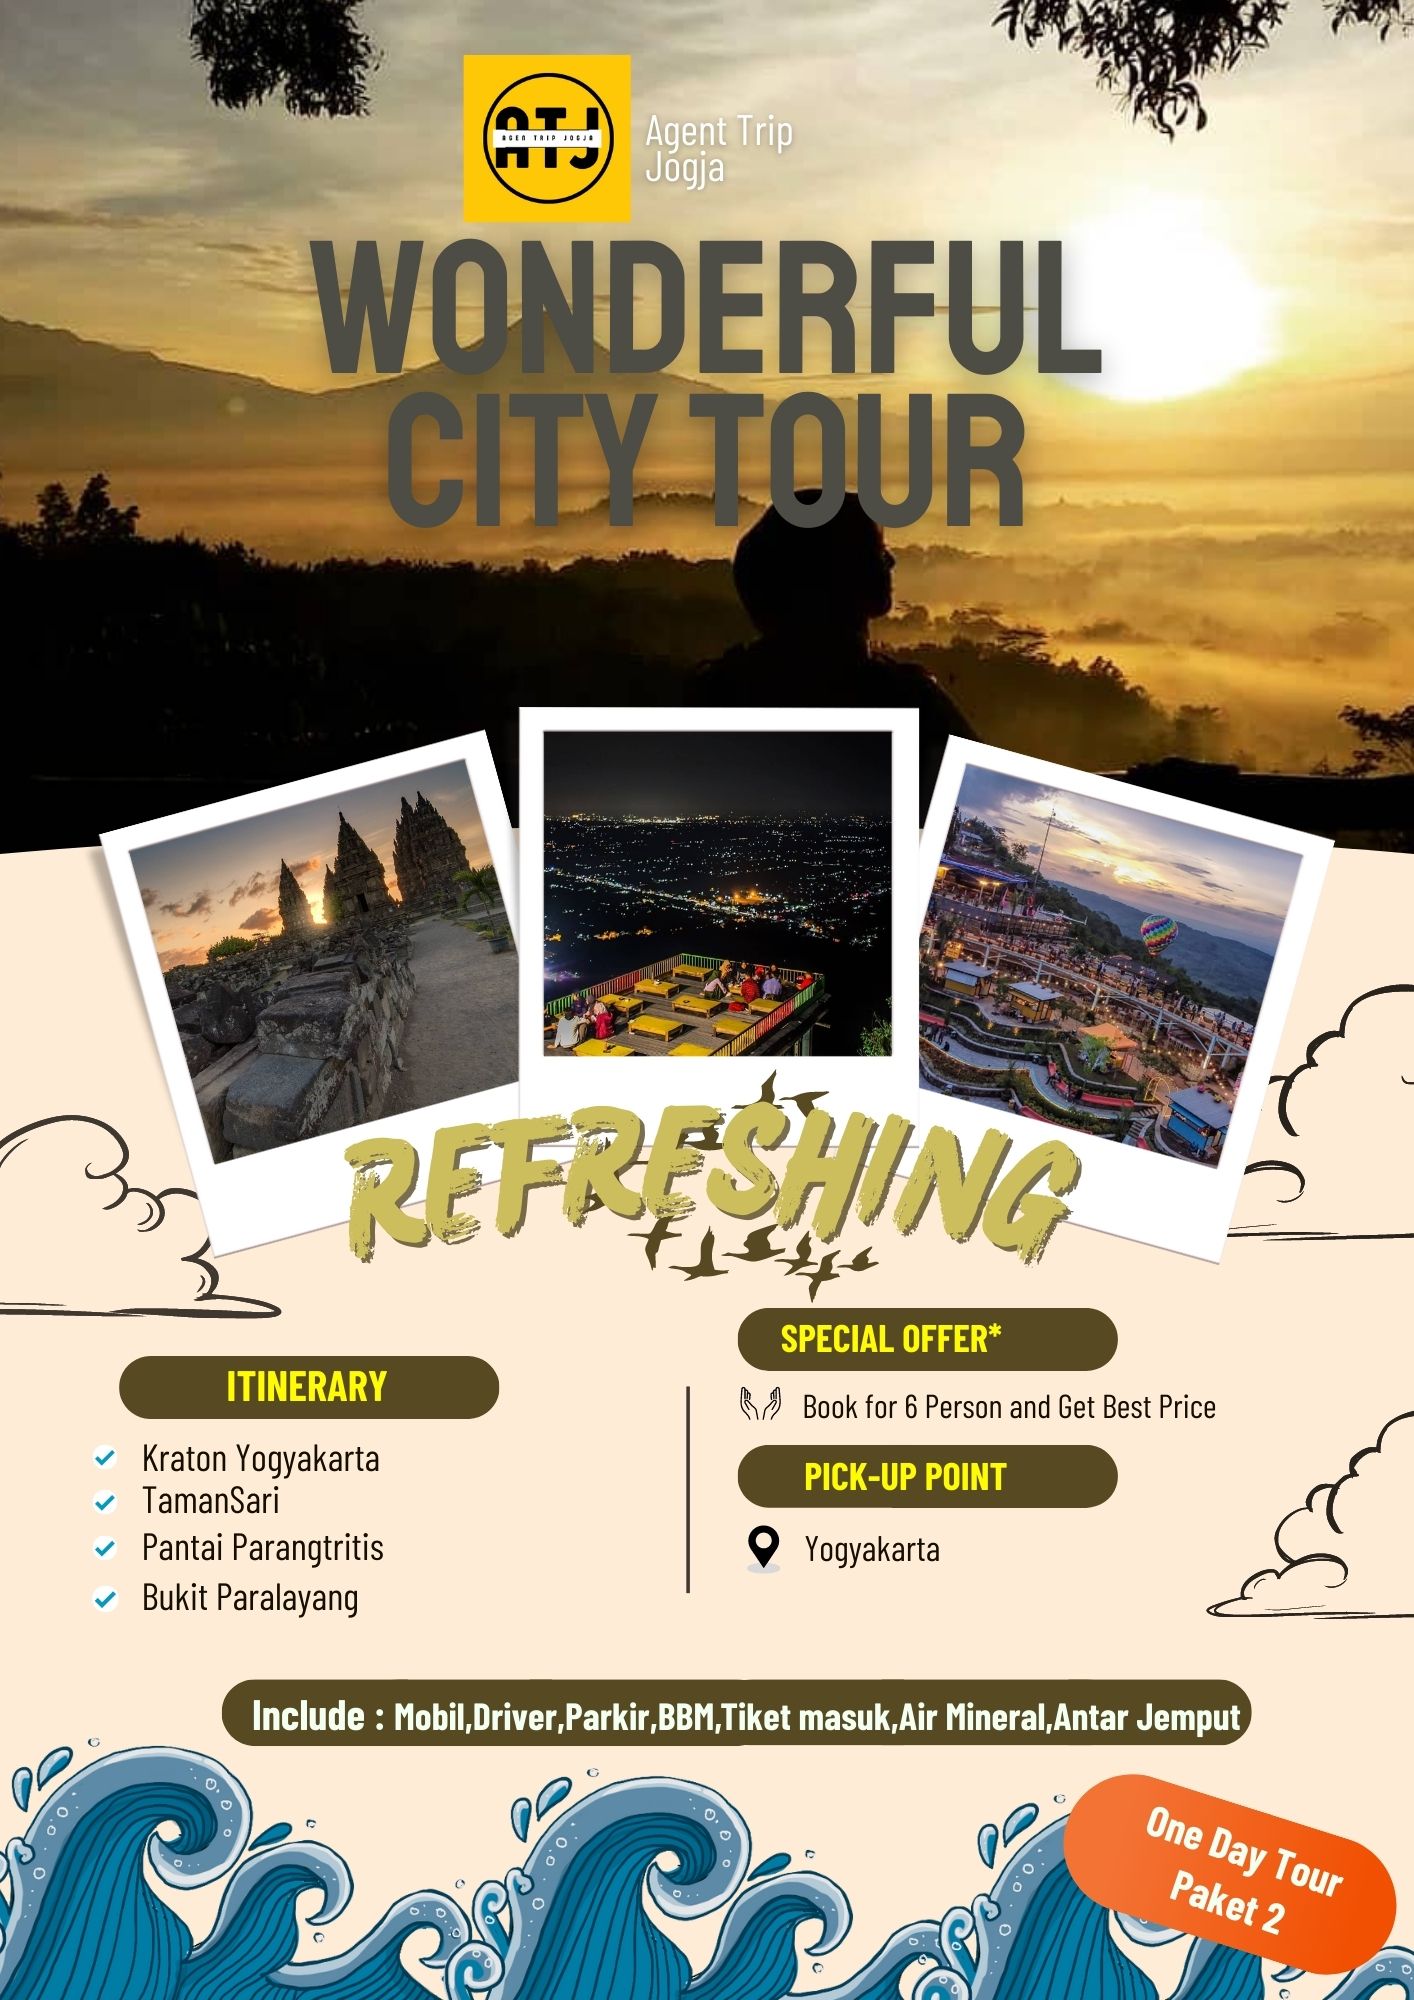 ATJ
AGEN TRIP JOGJA
Agent Trip
Jogja
WONDERFUL
CITY TOUR
REFRESHING
ITINERARY
Kraton Yogyakarta
TamanSari
Pantai Parangtritis
Bukit Paralayang
SPECIAL OFFER*
Book for 6 Person and Get Best Price
PICK-UP POINT
Yogyakarta
Include : Mobil,Driver,Parkir,BBM,Tiket masuk,Air Mineral,Antar Jemput
One Day Tour
Paket 2